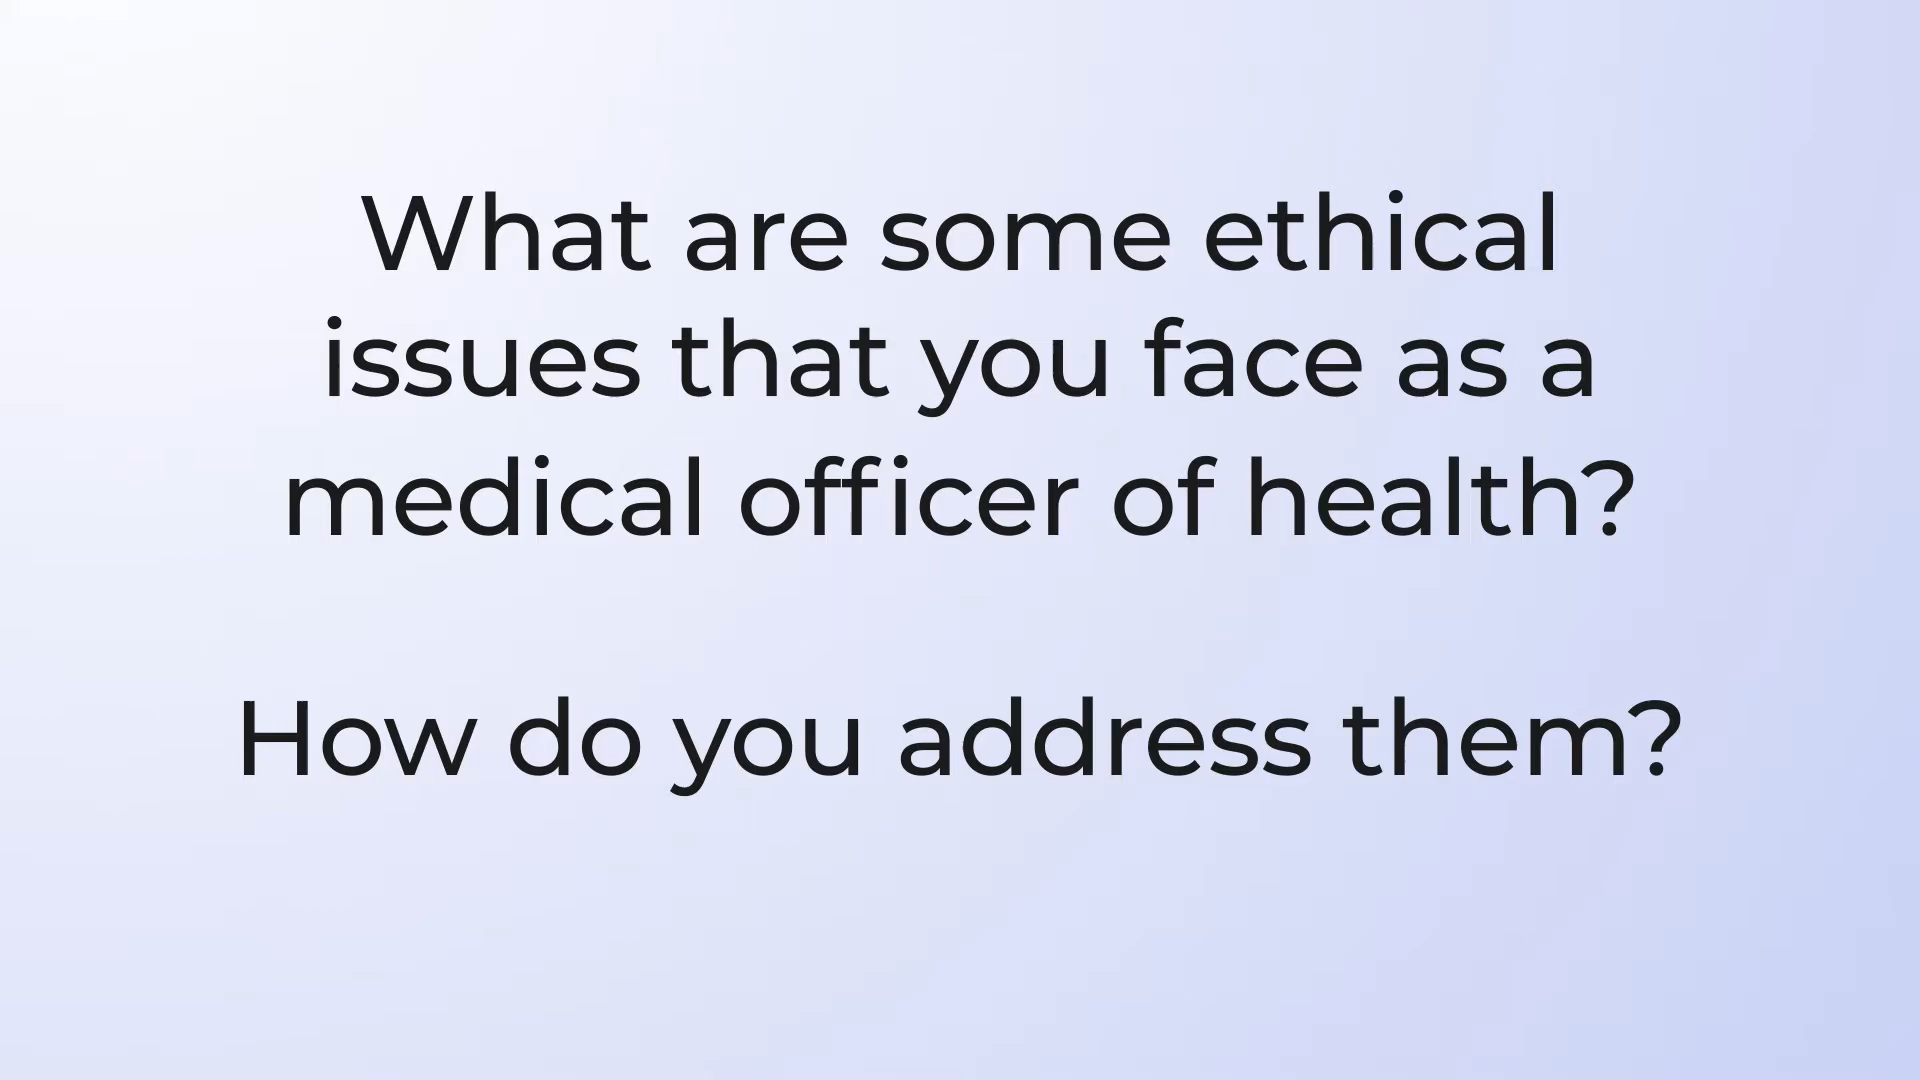 What are some ethical
issues that you face as a
medical officer of health?
How do you address them?